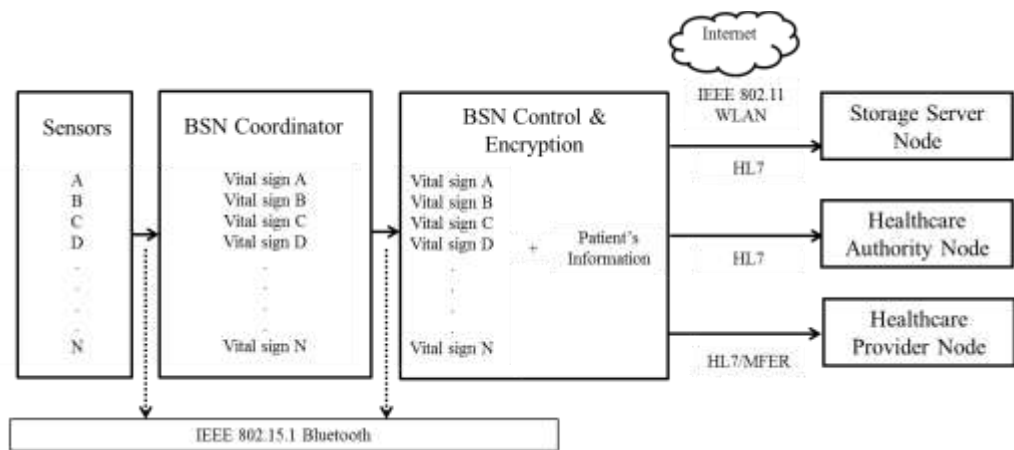 Internet
IEEE 802.11
WLAN
Sensors
A
B
C
D
N
BSN Coordinator
Vital sign A
Vital sign B
Vital sign C
Vital sign D
Vital sign N
BSN Control &
Encryption
Vital sign A
Vital sign B
Vital sign C
Vital sign D
Vital sign N
+
Patient's
Information
HL7
HL7
HL7/MFER
Storage Server
Node
Healthcare
Authority Node
Healthcare
Provider Node
IEEE 802.15.1 Bluetooth